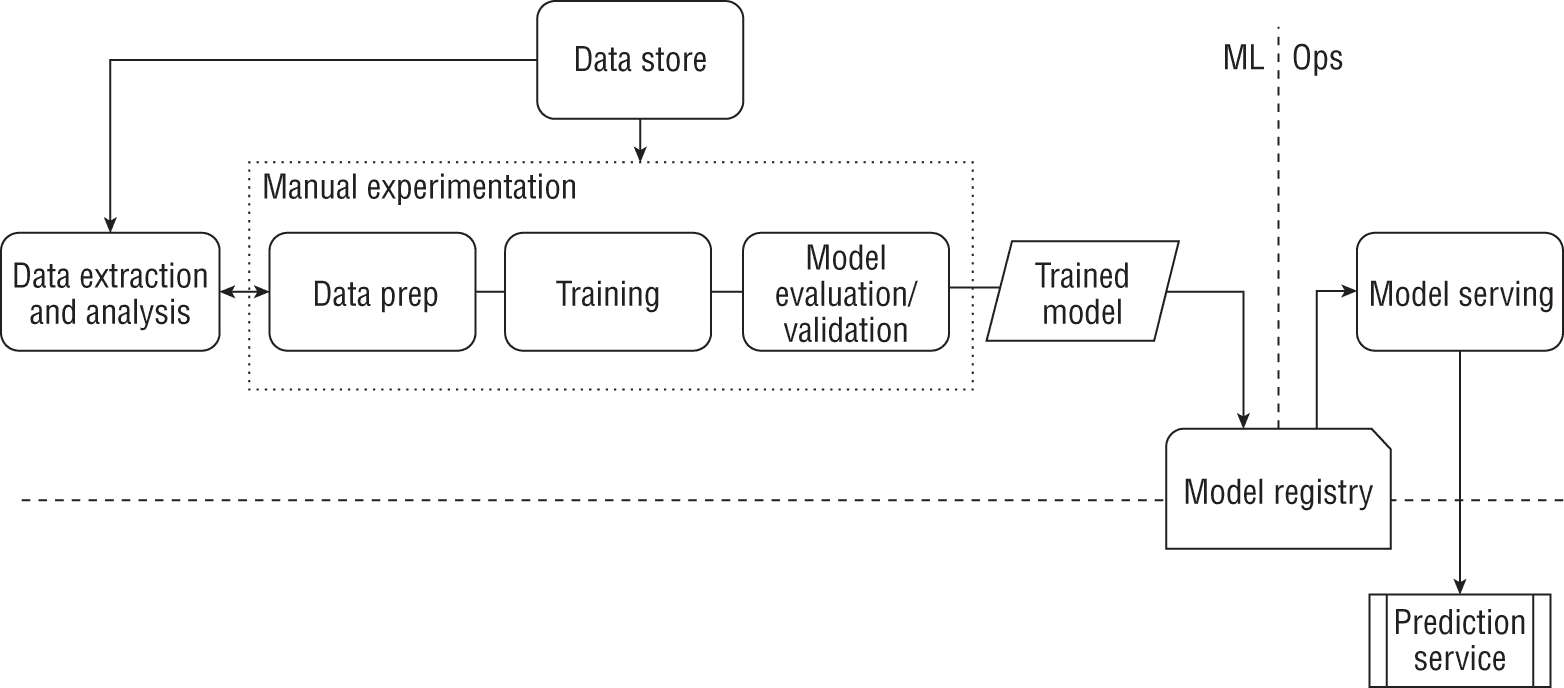 Data store
ML
Ops
Manual experimentation
Data extraction
and analysis
Data prep
Training
Model
evaluation/
validation
Trained
model
Model serving
Model registry
Prediction
service